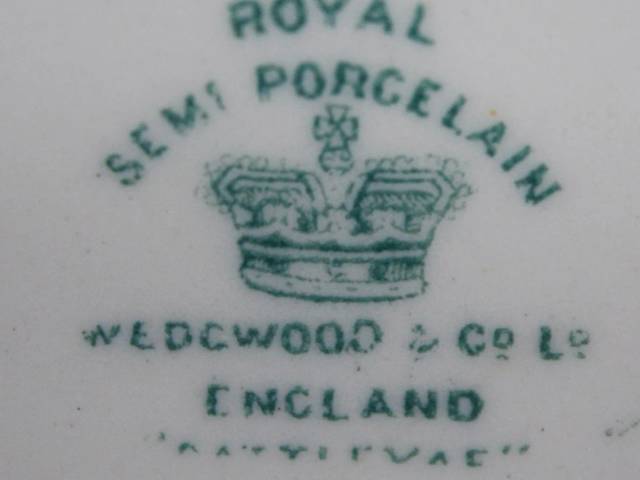 ROYAL
SEMI PORCELAIN
WEDGWOOD & Co Ld
ENGLAND